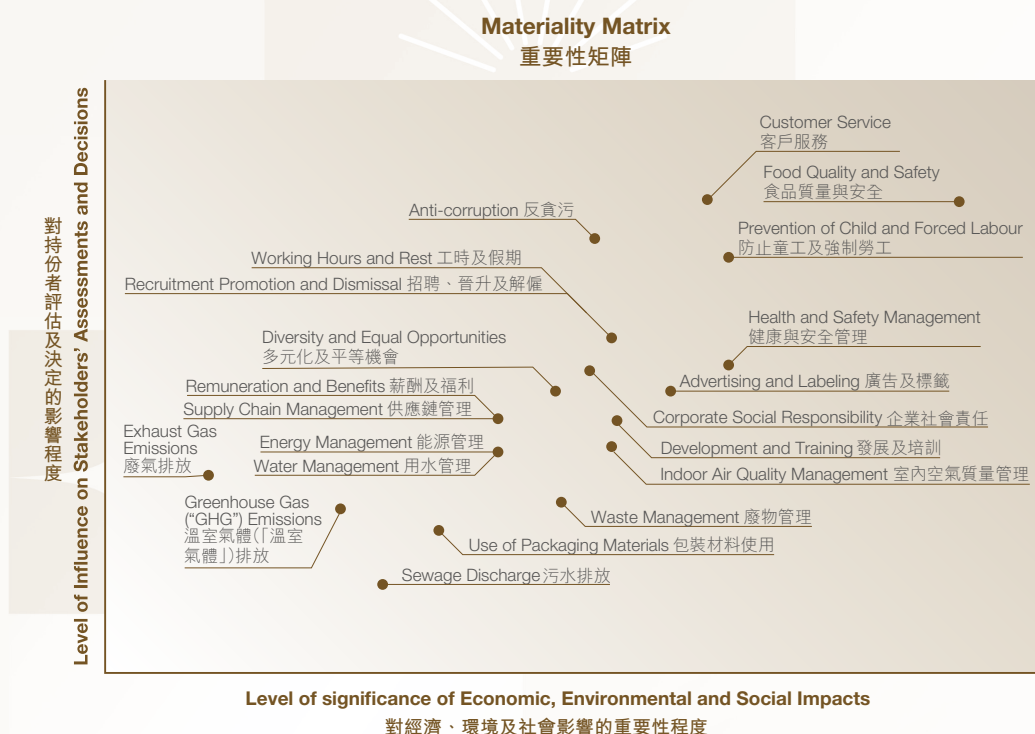 Materiality Matrix
重要性矩陣
Level of Influence on Stakeholders’ Assessments and Decisions
對持份者評估及決定的影響程度
Customer Service
客戶服務
Food Quality and Safety
食品質量與安全
Anti-corruption 反貪污
Prevention of Child and Forced Labour
防止童工及強制勞工
Working Hours and Rest 工時及假期
Recruitment Promotion and Dismissal 招聘、晉升及解僱
Health and Safety Management
健康與安全管理
Diversity and Equal Opportunities
多元化及平等機會
Remuneration and Benefits 薪酬及福利
Advertising and Labeling 廣告及標籤
Supply Chain Management 供應鏈管理
Corporate Social Responsibility 企業社會責任
Exhaust Gas
Emissions
廢氣排放
Energy Management 能源管理
Development and Training 發展及培訓
Water Management 用水管理
Indoor Air Quality Management 室內空氣質量管理
Greenhouse Gas
(“GHG”) Emissions
溫室氣體(「溫室
氣體」)排放
Waste Management 廢物管理
Use of Packaging Materials 包裝材料使用
Sewage Discharge 污水排放
Level of significance of Economic, Environmental and Social Impacts
對經濟、環境及社會影響的重要性程度